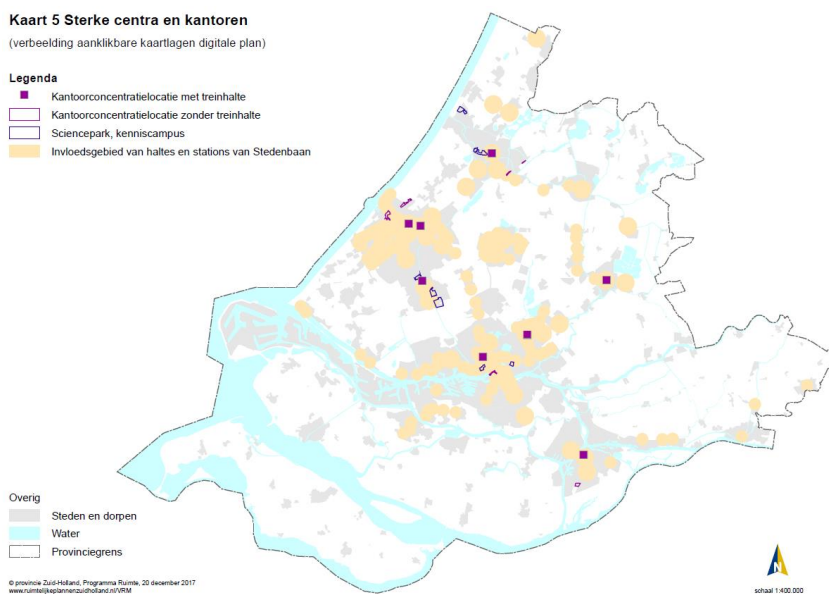 Kaart 5 Sterke centra en kantoren
(verbeelding aanklikbare kaartlagen digitale plan)
Legenda
Kantoorconcentratielocatie met treinhalte
Kantoorconcentratielocatie zonder treinhalte
Sciencepark, kenniscampus
Invloedsgebied van haltes en stations van Stedenbaan
Overig
Steden en dorpen
Water
Provinciegrens
© provincie Zuid-Holland, Programma Ruimte, 20 december 2017
www.ruimtelijkeplannenzuidholland.nl/VRM
N
schaal 1:400.000